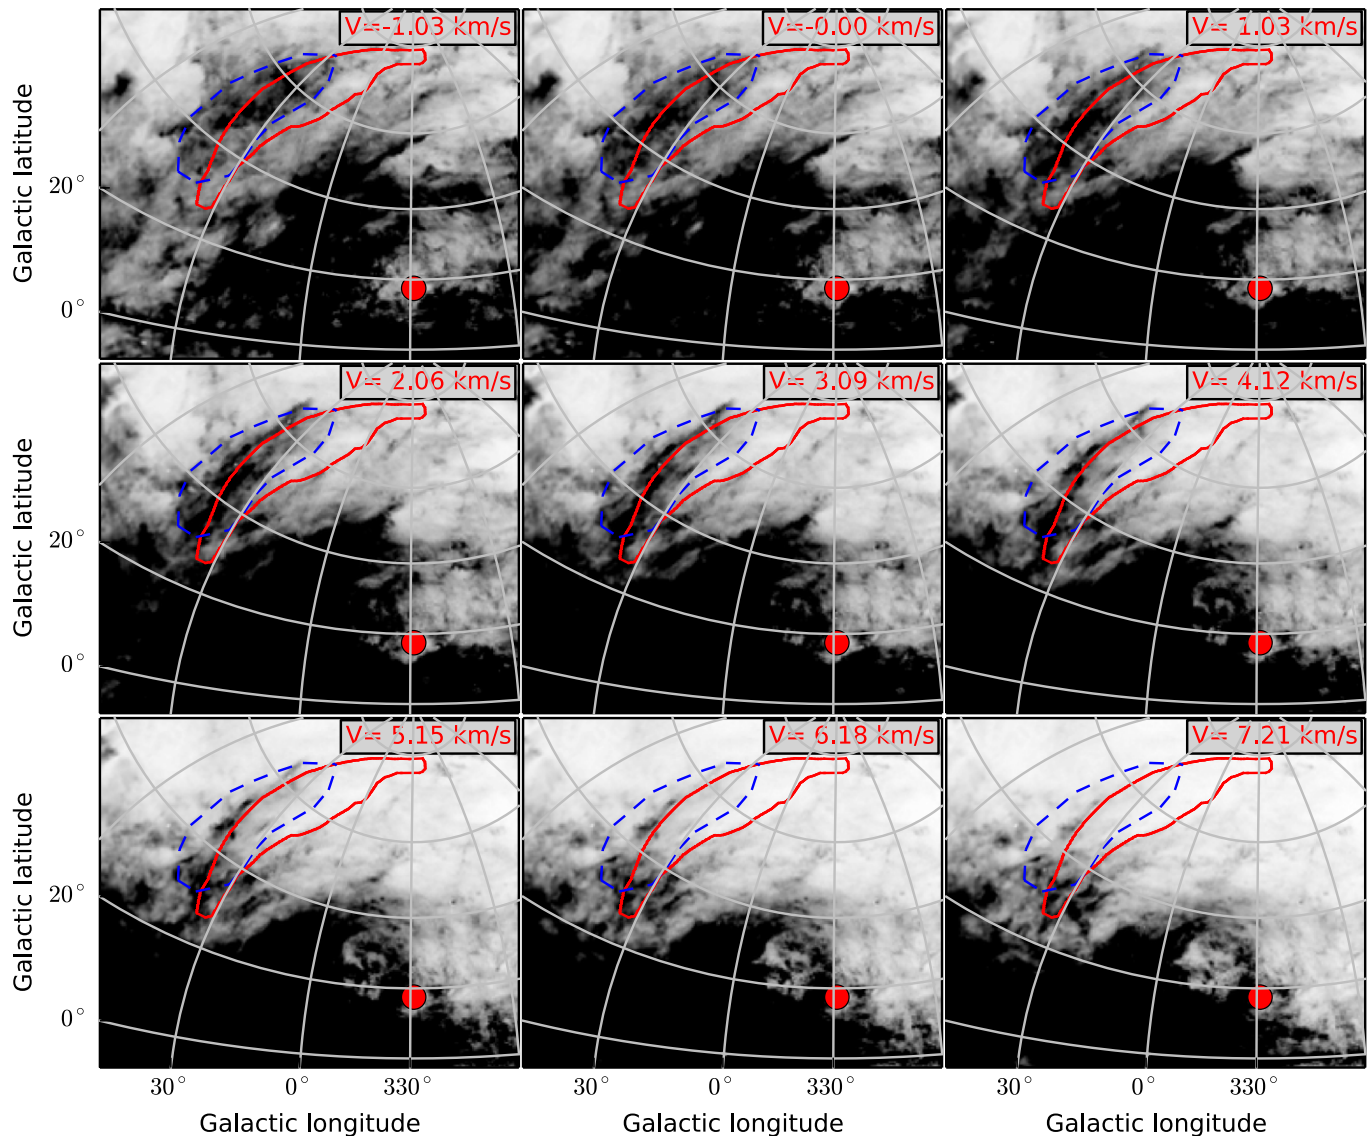 V=-1.03 km/s
V=-0.00 km/s
V= 1.03 km/s
Galactic latitude
20°
0°
V= 2.06 km/s
V= 3.09 km/s
V= 4.12 km/s
Galactic latitude
20°
0°
V= 5.15 km/s
V= 6.18 km/s
V= 7.21 km/s
Galactic latitude
20°
0°
30° 0° 330°
30° 0° 330°
30° 0° 330°
Galactic longitude
Galactic longitude
Galactic longitude